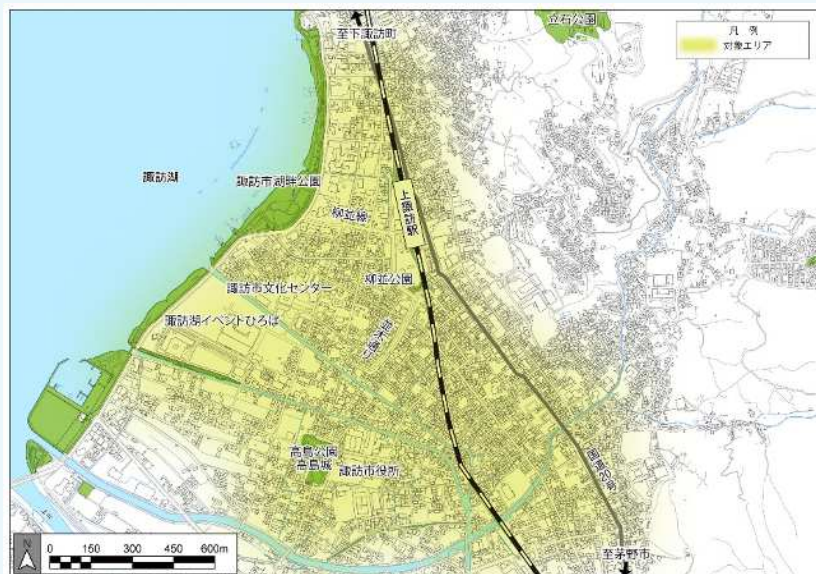 至下諏訪町
立石公園
凡 例
対象エリア
諏訪湖
諏訪市湖畔公園
柳並線
上諏訪駅
諏訪市文化センター
柳並公園
諏訪湖イベントひろば
並木通り
高島公園
高島城
諏訪市役所
国道20号
至茅野市
N
0 150 300 450 600m